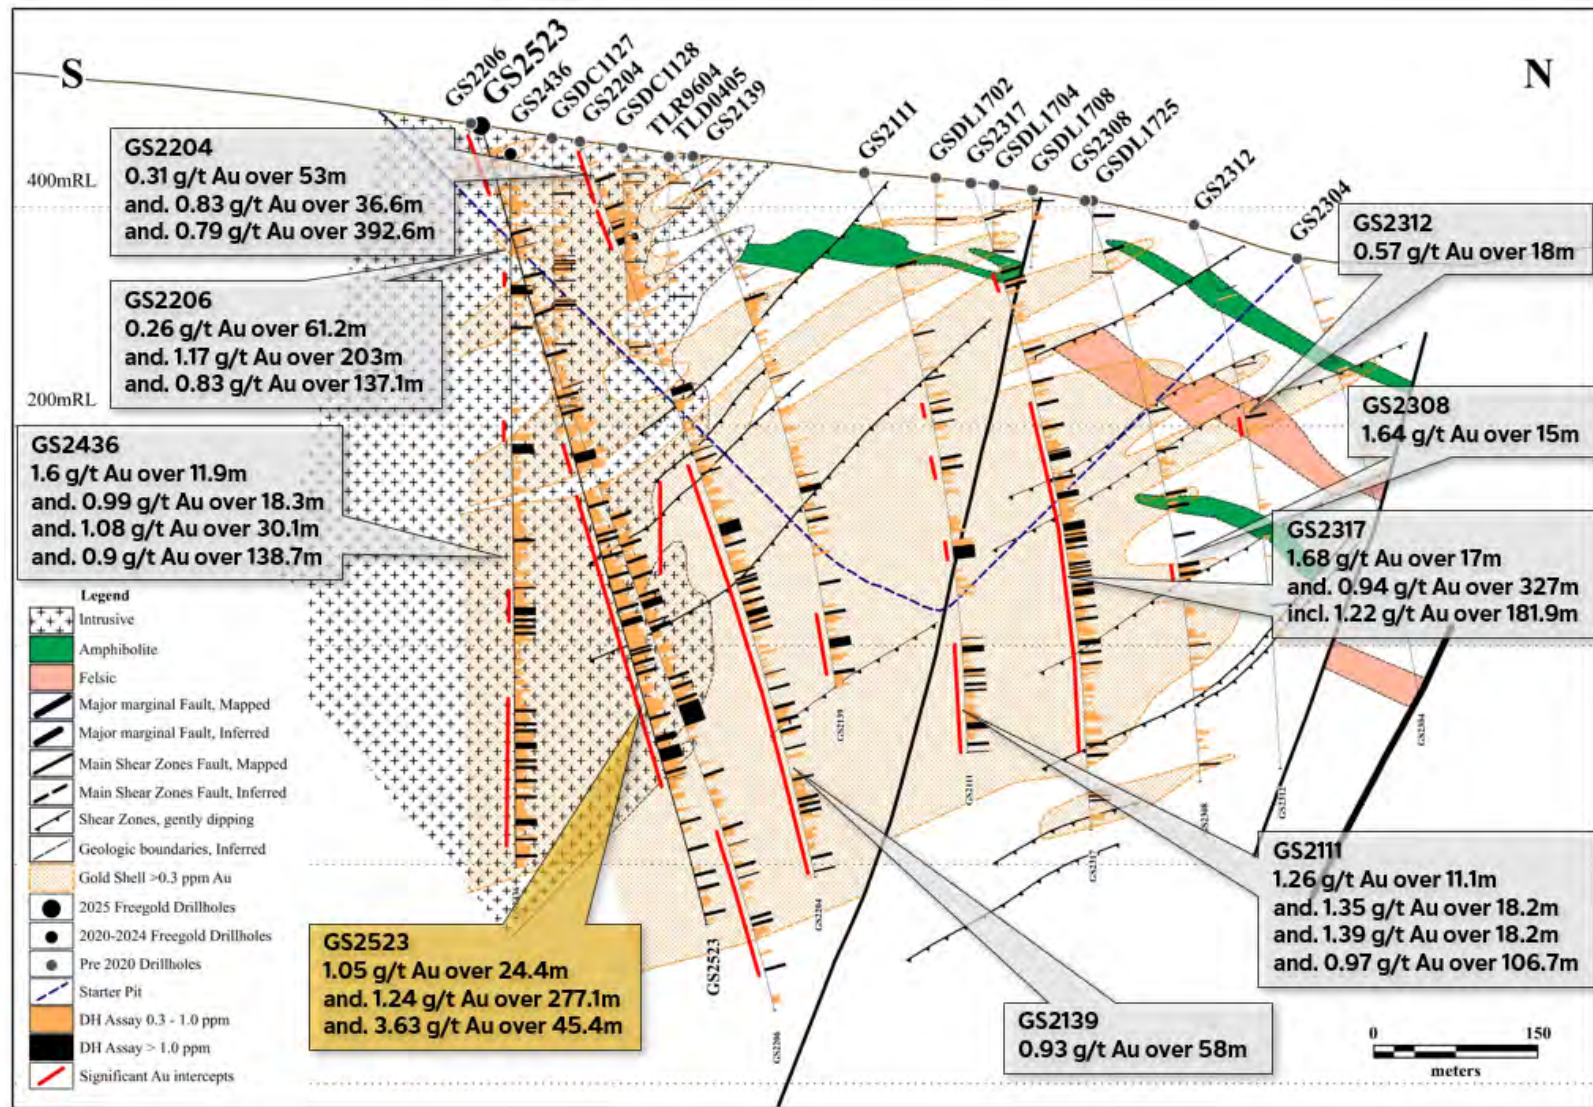 S
N
GS2206
GS2523
GS2436
GSDC1127
GS2204
GSDC1128
TLR9604
TLD0405
GS2139
GS2111
GSDL1702
GS2317
GSDL1704
GSDL1708
GS2308
GSDL1725
GS2312
GS2304
400mRL
200mRL
GS2204
0.31 g/t Au over 53m
and. 0.83 g/t Au over 36.6m
and. 0.79 g/t Au over 392.6m
GS2206
0.26 g/t Au over 61.2m
and. 1.17 g/t Au over 203m
and. 0.83 g/t Au over 137.1m
GS2436
1.6 g/t Au over 11.9m
and. 0.99 g/t Au over 18.3m
and. 1.08 g/t Au over 30.1m
and. 0.9 g/t Au over 138.7m
GS2312
0.57 g/t Au over 18m
GS2308
1.64 g/t Au over 15m
GS2317
1.68 g/t Au over 17m
and. 0.94 g/t Au over 327m
incl. 1.22 g/t Au over 181.9m
GS2111
1.26 g/t Au over 11.1m
and. 1.35 g/t Au over 18.2m
and. 1.39 g/t Au over 18.2m
and. 0.97 g/t Au over 106.7m
GS2139
0.93 g/t Au over 58m
GS2523
1.05 g/t Au over 24.4m
and. 1.24 g/t Au over 277.1m
and. 3.63 g/t Au over 45.4m
GS2523
GS2206
GS2204
GS2139
GS2111
GS2317
GS2308
GS2312
GS2304
Legend
Intrusive
Amphibolite
Felsic
Major marginal Fault, Mapped
Major marginal Fault, Inferred
Main Shear Zones Fault, Mapped
Main Shear Zones Fault, Inferred
Shear Zones, gently dipping
Geologic boundaries, Inferred
Gold Shell >0.3 ppm Au
2025 Freegold Drillholes
2020-2024 Freegold Drillholes
Pre 2020 Drillholes
Starter Pit
DH Assay 0.3 - 1.0 ppm
DH Assay > 1.0 ppm
Significant Au intercepts
0 150
meters